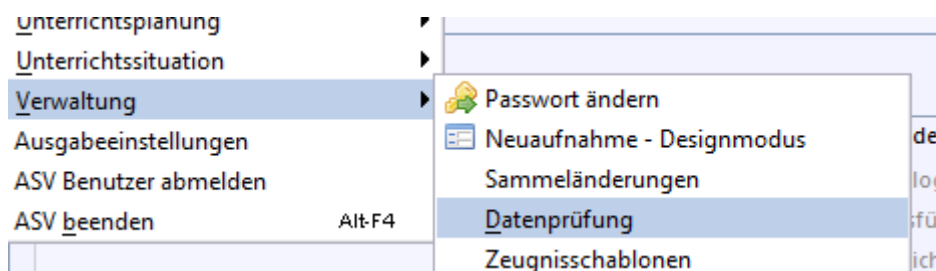 Unterrichtsplanung
Unterrichtssituation
Verwaltung
Ausgabeeinstellungen
ASV Benutzer abmelden
ASV beenden Alt-F4
Passwort ändern
Neuaufnahme - Designmodus
Sammeländerungen
Datenprüfung
Zeugnisschablonen